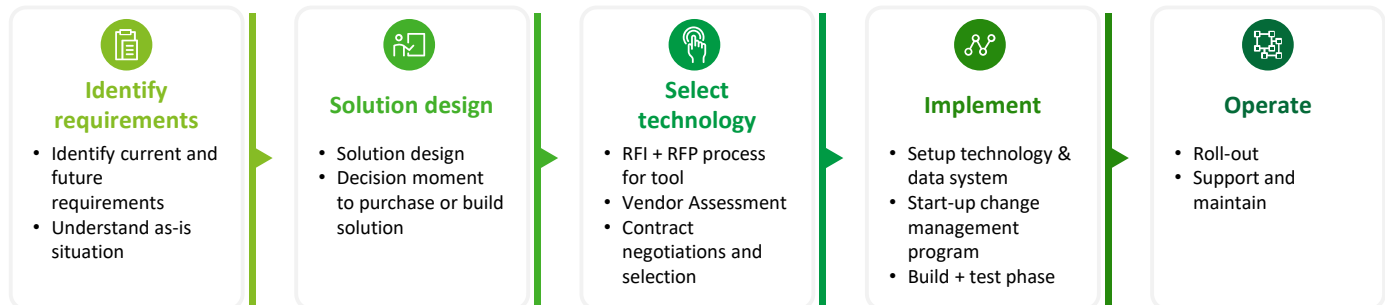 Identify
requirements
• Identify current and
future
requirements
• Understand as-is
situation
Solution design
• Solution design
• Decision moment
to purchase or build
solution
Select
technology
• RFI + RFP process
for tool
• Vendor Assessment
• Contract
negotiations and
selection
Implement
• Setup technology &
data system
• Start-up change
management
program
• Build + test phase
Operate
• Roll-out
• Support and
maintain